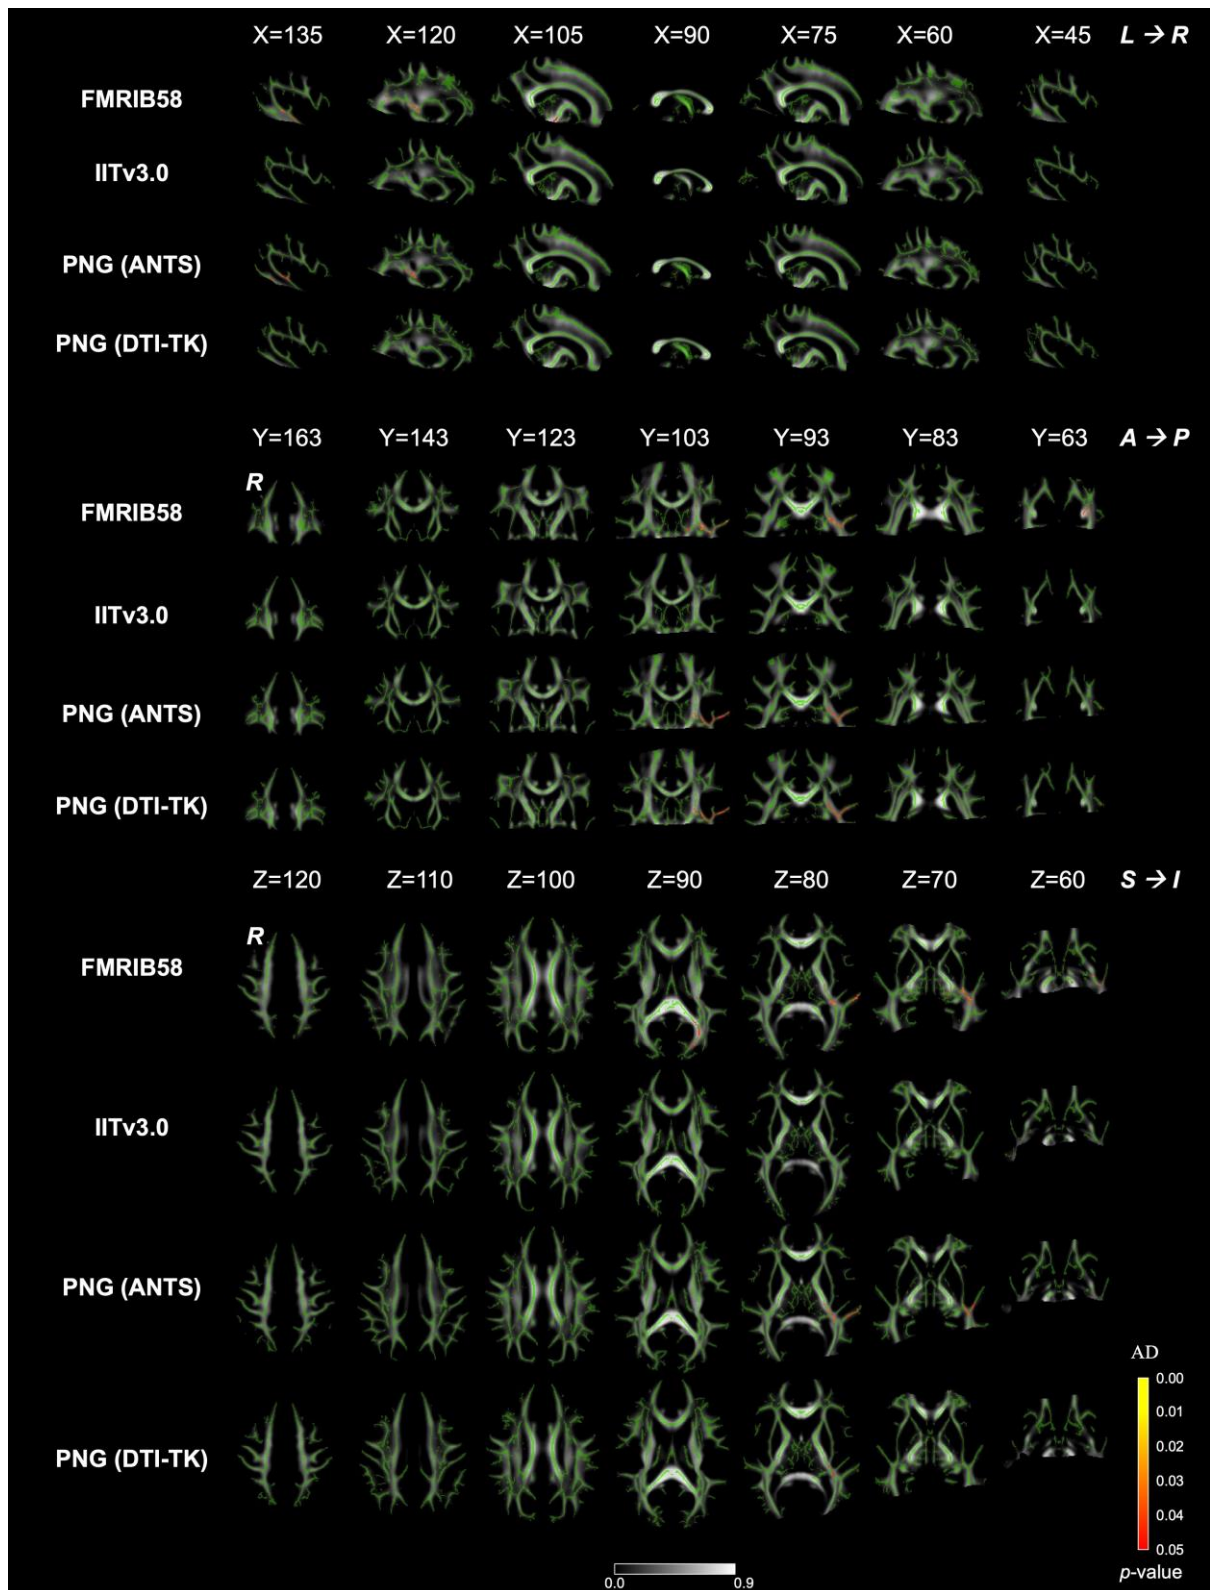 X=135 X=120 X=105 X=90 X=75 X=60 X=45 L → R
FMRIB58
IITv3.0
PNG (ANTS)
PNG (DTI-TK)
Y=163 Y=143 Y=123 Y=103 Y=93 Y=83 Y=63 A → P
R
FMRIB58
IITv3.0
PNG (ANTS)
PNG (DTI-TK)
Z=120 Z=110 Z=100 Z=90 Z=80 Z=70 Z=60 S → I
R
FMRIB58
IITv3.0
PNG (ANTS)
PNG (DTI-TK)
AD
0.00
0.01
0.02
0.03
0.04
0.05
p-value
0.0 0.9